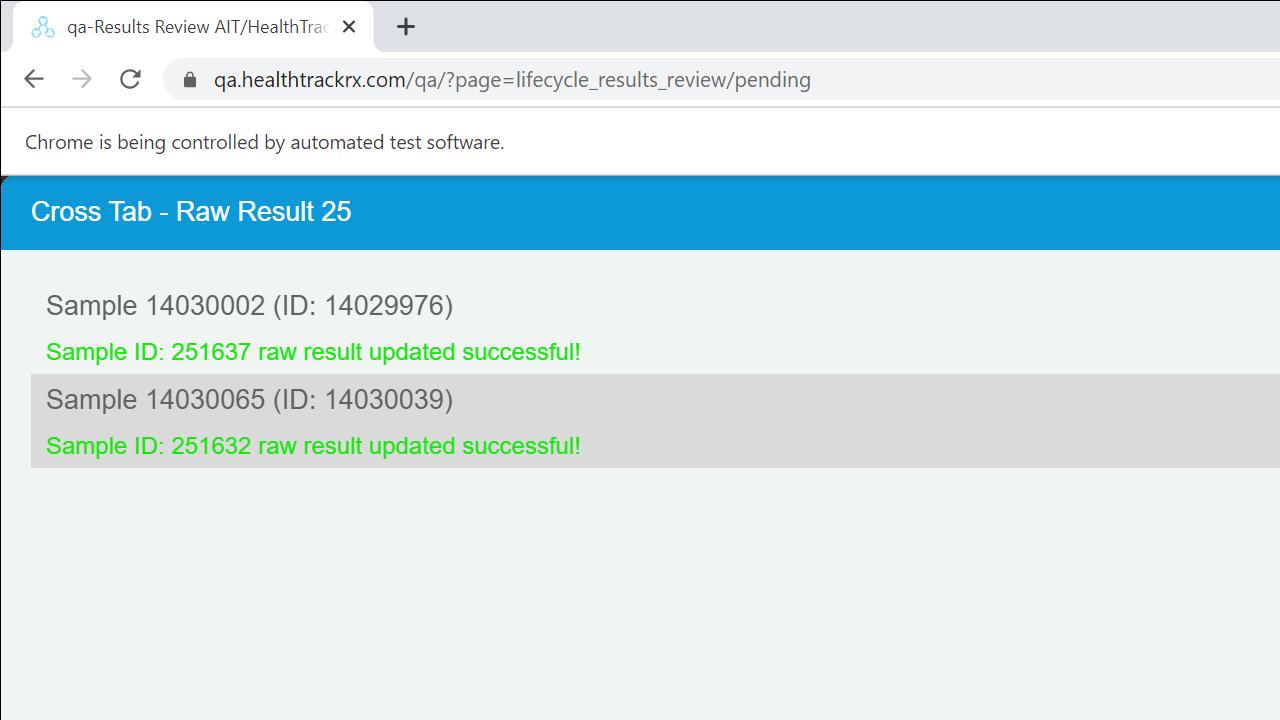 qa-Results Review AIT/HealthTrac
qa.healthtrackrx.com/qa/?page=lifecycle_results_review/pending
Chrome is being controlled by automated test software.
Cross Tab - Raw Result 25
Sample 14030002 (ID: 14029976)
Sample ID: 251637 raw result updated successful!
Sample 14030065 (ID: 14030039)
Sample ID: 251632 raw result updated successful!